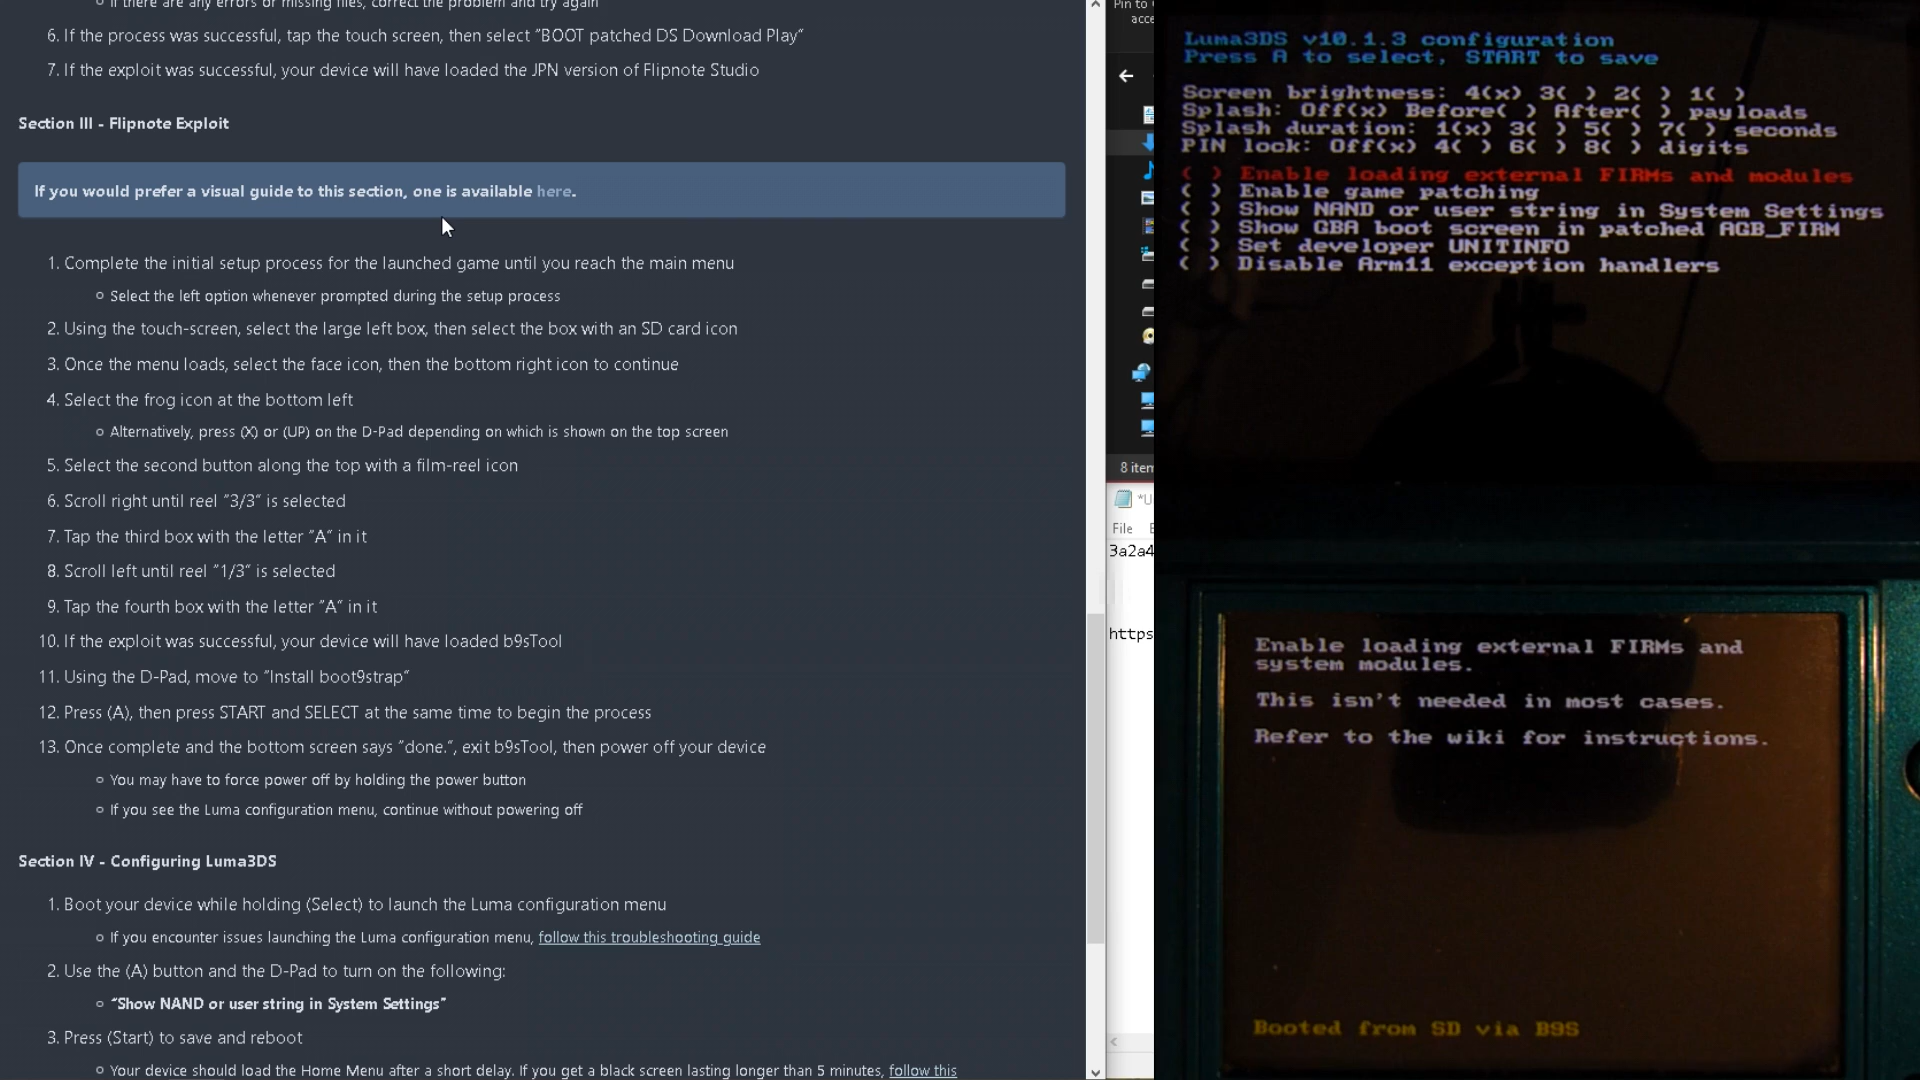 If there are any errors or missing files, correct the problem and try again
6. If the process was successful, tap the touch screen, then select "BOOT patched DS Download Play"
7. If the exploit was successful, your device will have loaded the JPN version of Flipnote Studio
Section III - Flipnote Exploit
If you would prefer a visual guide to this section, one is available here.
1. Complete the initial setup process for the launched game until you reach the main menu
Select the left option whenever prompted during the setup process
2. Using the touch-screen, select the large left box, then select the box with an SD card icon
3. Once the menu loads, select the face icon, then the bottom right icon to continue
4. Select the frog icon at the bottom left
Alternatively, press (X) or (UP) on the D-Pad depending on which is shown on the top screen
5. Select the second button along the top with a film-reel icon
6. Scroll right until reel "3/3" is selected
7. Tap the third box with the letter "A" in it
8. Scroll left until reel "1/3" is selected
9. Tap the fourth box with the letter "A" in it
10. If the exploit was successful, your device will have loaded b9sTool
11. Using the D-Pad, move to "Install boot9strap"
12. Press (A), then press START and SELECT at the same time to begin the process
13. Once complete and the bottom screen says "done.", exit b9sTool, then power off your device
You may have to force power off by holding the power button
If you see the Luma configuration menu, continue without powering off
Section IV - Configuring Luma3DS
1. Boot your device while holding (Select) to launch the Luma configuration menu
If you encounter issues launching the Luma configuration menu, follow this troubleshooting guide
2. Use the (A) button and the D-Pad to turn on the following:
"Show NAND or user string in System Settings"
3. Press (Start) to save and reboot
Your device should load the Home Menu after a short delay. If you get a black screen lasting longer than 5 minutes, follow this
Pin to
acce
8 item
*U
File
3a2a4
https
Luma3DS v10.1.3 configuration
Press A to select, START to save
Screen brightness: 4(x) 3( ) 2( ) 1( )
Splash: Off(x) Before( ) After( ) payloads
Splash duration: 1(x) 3( ) 5( ) 7( ) seconds
PIN lock: Off(x) 4( ) 6( ) 8( ) digits
( ) Enable loading external FIRMs and modules
( ) Enable game patching
( ) Show NAND or user string in System Settings
( ) Show GBA boot screen in patched AGB_FIRM
( ) Set developer UNITINFO
( ) Disable Arm11 exception handlers
Enable loading external FIRMs and
system modules.
This isn't needed in most cases.
Refer to the wiki for instructions.
Booted from SD via B9S